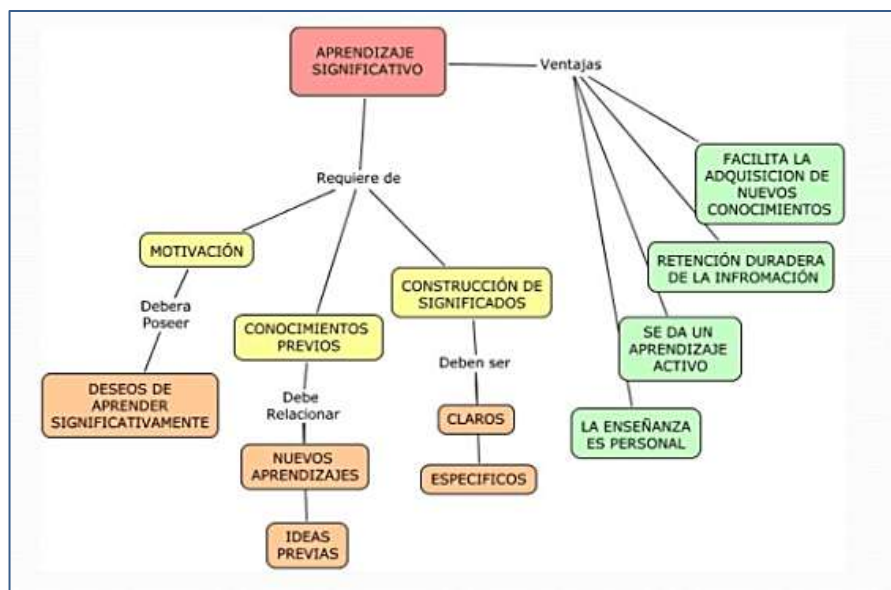 APRENDIZAJE
SIGNIFICATIVO
Ventajas
Requiere de
MOTIVACIÓN
Debera
Poseer
DESEOS DE
APRENDER
SIGNIFICATIVAMENTE
CONOCIMIENTOS
PREVIOS
Debe
Relacionar
NUEVOS
APRENDIZAJES
IDEAS
PREVIAS
CONSTRUCCIÓN DE
SIGNIFICADOS
Deben ser
CLAROS
ESPECIFICOS
FACILITA LA
ADQUISICION DE
NUEVOS
CONOCIMIENTOS
RETENCIÓN DURADERA
DE LA INFROMACIÓN
SE DA UN
APRENDIZAJE
ACTIVO
LA ENSEÑANZA
ES PERSONAL